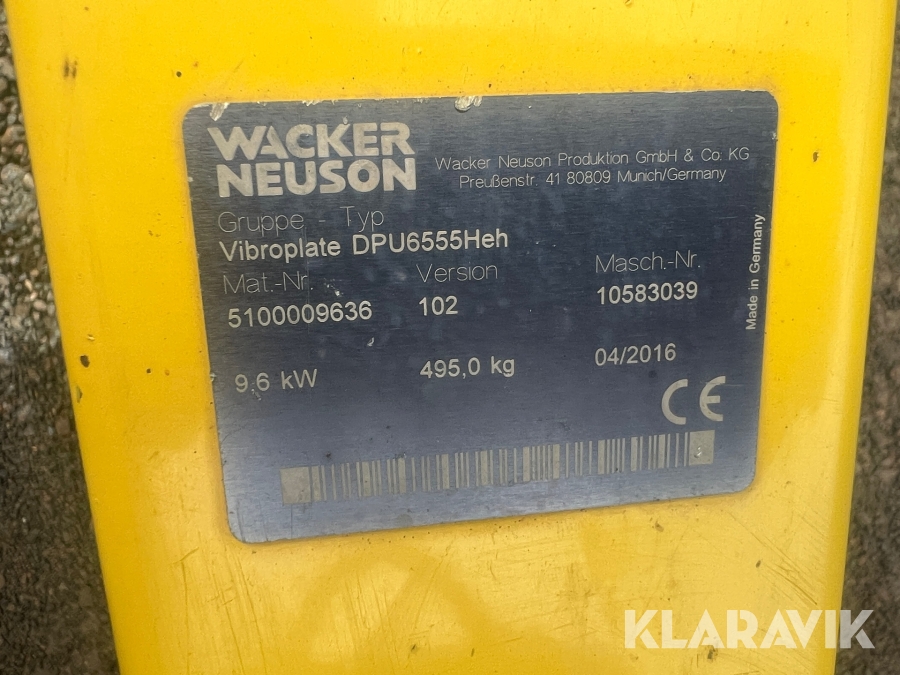 WACKER
NEUSON
Wacker Neuson Produktion GmbH & Co. KG
Preußenstr. 41 80809 Munich/Germany
Gruppe - Typ
Vibroplate DPU6555Heh
Mat.-Nr. Version Masch.-Nr.
5100009636 102 10583039
9,6 kW 495,0 kg 04/2016
Made in Germany
CE
KLARAVIK